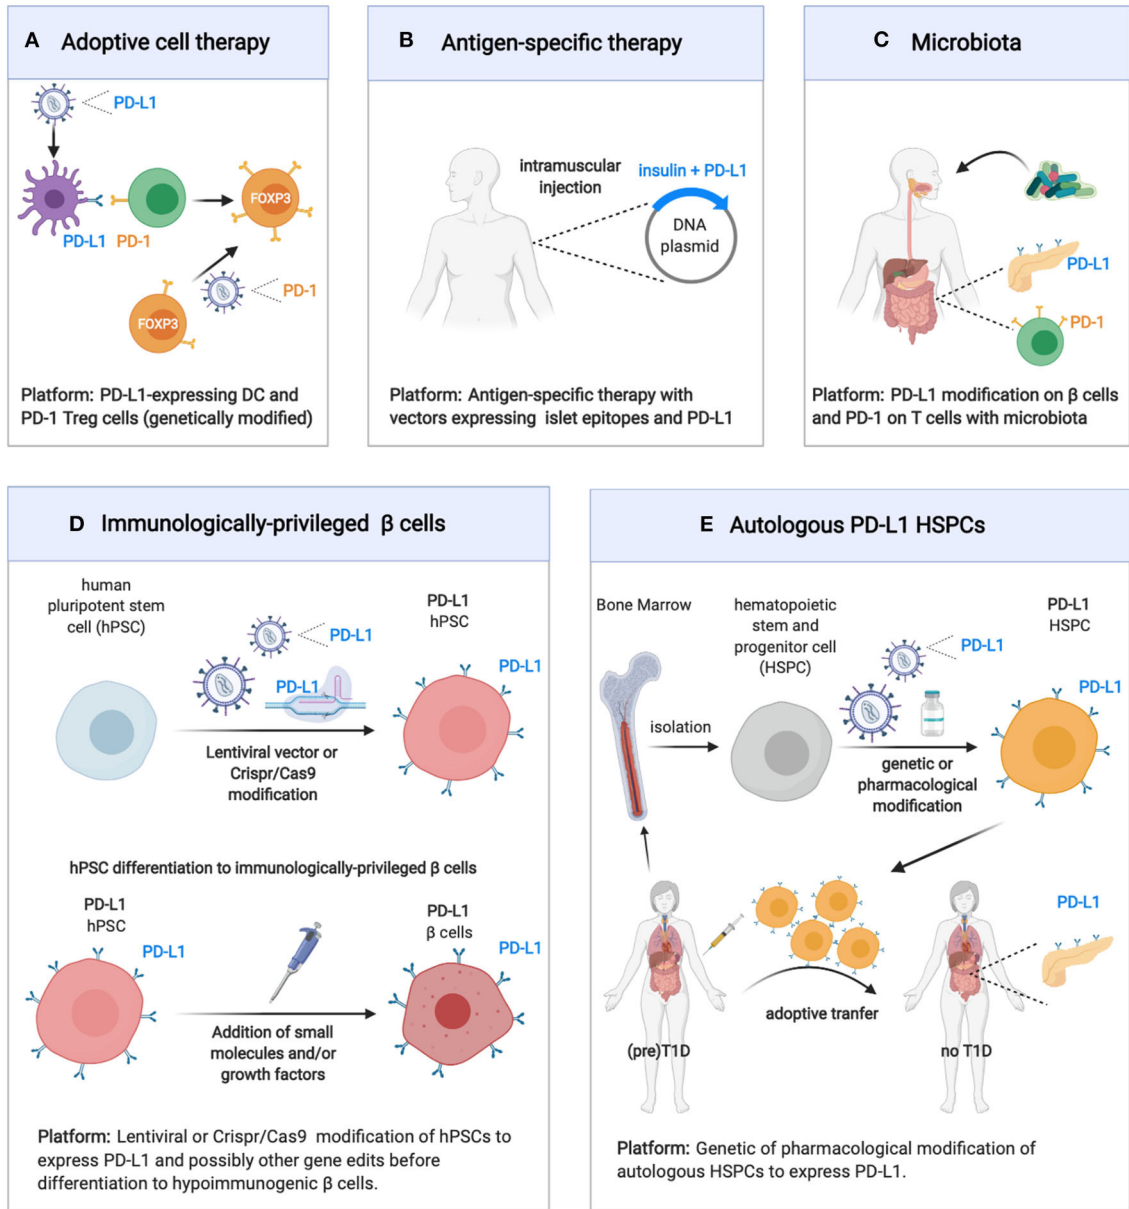 A Adoptive cell therapy
PD-L1
FOXP3
PD-L1 PD-1
PD-1
FOXP3
Platform: PD-L1-expressing DC and
PD-1 Treg cells (genetically modified)
B Antigen-specific therapy
intramuscular
injection
insulin + PD-L1
DNA
plasmid
Platform: Antigen-specific therapy with
vectors expressing islet epitopes and PD-L1
C Microbiota
PD-L1
PD-1
Platform: PD-L1 modification on β cells
and PD-1 on T cells with microbiota
D Immunologically-privileged β cells
human
pluripotent stem
cell (hPSC)
PD-L1
PD-L1
Lentiviral vector or
Crispr/Cas9
modification
PD-L1
hPSC
PD-L1
hPSC differentiation to immunologically-privileged β cells
PD-L1
hPSC
PD-L1
Addition of small
molecules and/or
growth factors
PD-L1
β cells
PD-L1
Platform: Lentiviral or Crispr/Cas9 modification of hPSCs to
express PD-L1 and possibly other gene edits before
differentiation to hypoimmunogenic β cells.
E Autologous PD-L1 HSPCs
Bone Marrow
isolation
hematopoietic
stem and
progenitor cell
(HSPC)
PD-L1
genetic or
pharmacological
modification
PD-L1
HSPC
PD-L1
(pre)T1D
adoptive tranfer
no T1D
PD-L1
Platform: Genetic of pharmacological modification of
autologous HSPCs to express PD-L1.